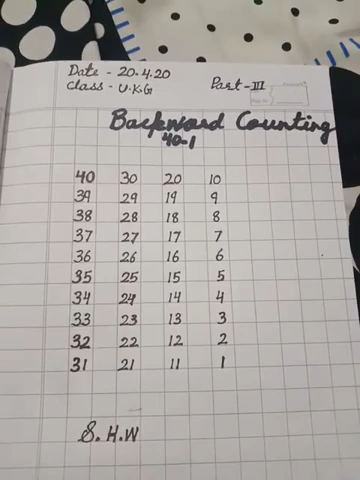 Date - 20.4.20
Class - U.K.G
Part-III
Backward Counting
40-1
40 30 20 10
39 29 19 9
38 28 18 8
37 27 17 7
36 26 16 6
35 25 15 5
34 24 14 4
33 23 13 3
32 22 12 2
31 21 11 1
S.H.W